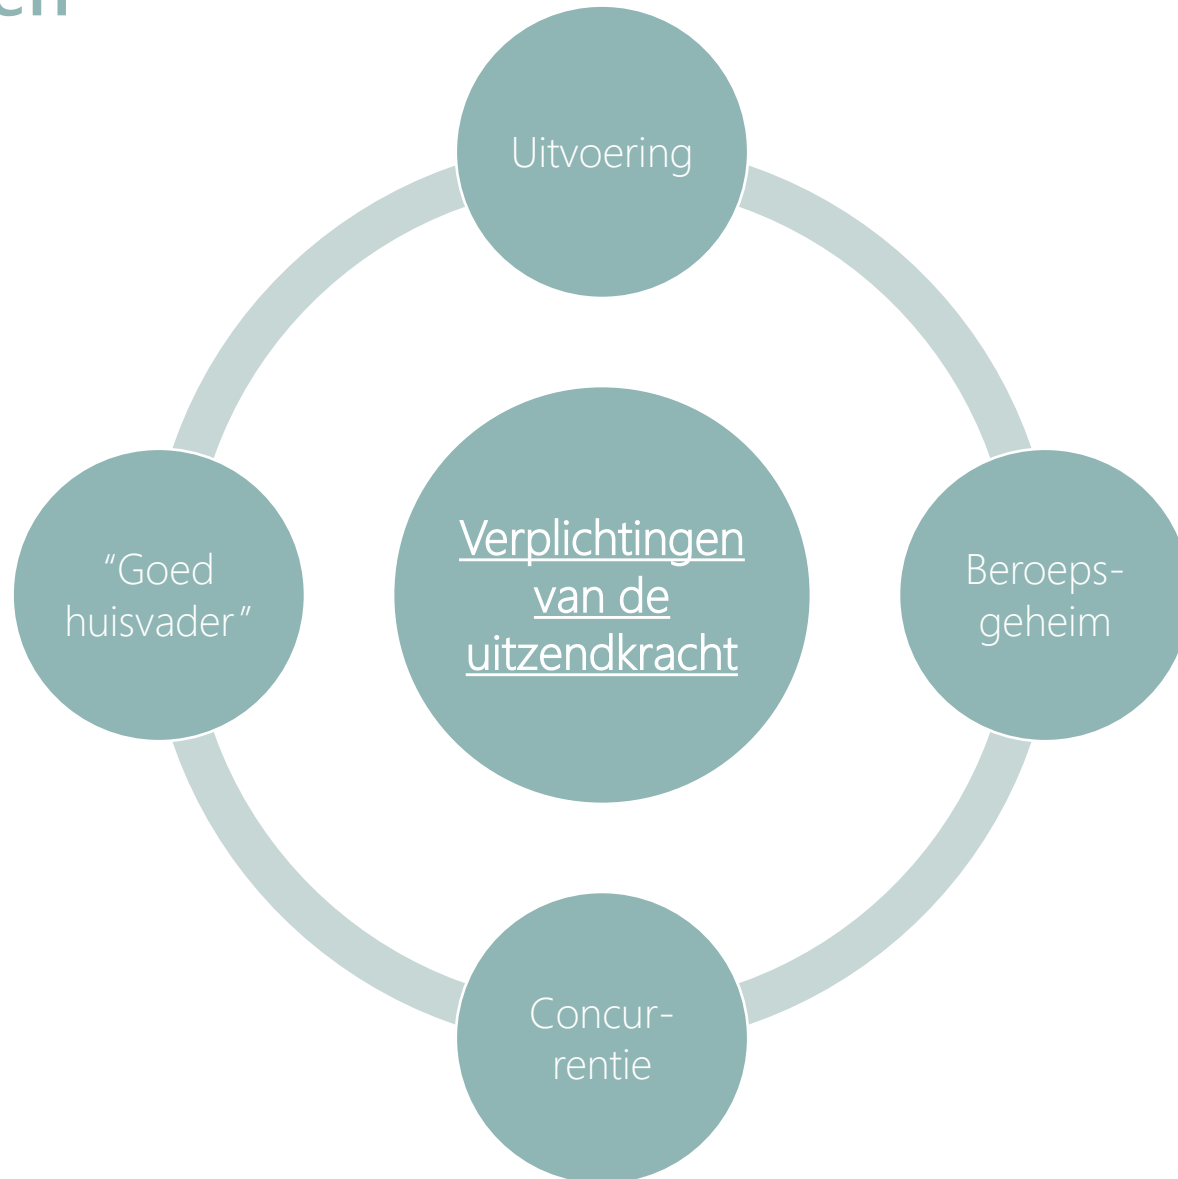 Uitvoering
"Goed
huisvader"
Verplichtingen
van de
uitzendkracht
Beroeps-
geheim
Concur-
rentie